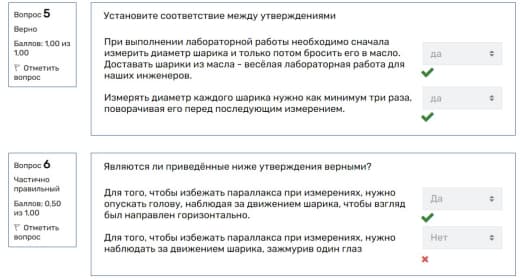 Вопрос 5
Верно
Баллов: 1,00 из
1,00
Отметить
вопрос
Установите соответствие между утверждениями
При выполнении лабораторной работы необходимо сначала
измерить диаметр шарика и только потом бросить его в масло.
Доставать шарики из масла – весёлая лабораторная работа для
наших инженеров.
да
Измерять диаметр каждого шарика нужно как минимум три раза,
поворачивая его перед последующим измерением.
да
Вопрос 6
Частично
правильный
Баллов: 0,50
из 1,00
Отметить
вопрос
Являются ли приведённые ниже утверждения верными?
Для того, чтобы избежать параллакса при измерениях, нужно
опускать голову, наблюдая за движением шарика, чтобы взгляд
был направлен горизонтально.
Да
Для того, чтобы избежать параллакса при измерениях, нужно
наблюдать за движением шарика, зажмурив один глаз
Нет